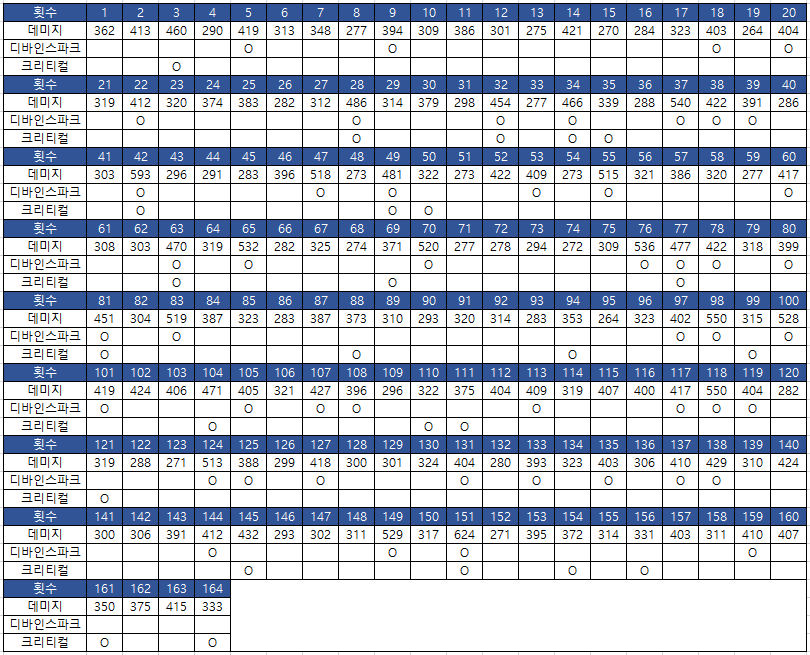 횟수 1 2 3 4 5 6 7 8 9 10 11 12 13 14 15 16 17 18 19 20
데미지 362 413 460 290 419 313 348 277 394 309 386 301 275 421 270 284 323 403 264 404
디바인스파크 O O O O
크리티컬 O
횟수 21 22 23 24 25 26 27 28 29 30 31 32 33 34 35 36 37 38 39 40
데미지 319 412 320 374 383 282 312 486 314 379 298 454 277 466 339 288 540 422 391 286
디바인스파크 O O O O O O O
크리티컬 O O O O
횟수 41 42 43 44 45 46 47 48 49 50 51 52 53 54 55 56 57 58 59 60
데미지 303 593 296 291 283 396 518 273 481 322 273 422 409 273 515 321 386 320 277 417
디바인스파크 O O O O O O
크리티컬 O O O
횟수 61 62 63 64 65 66 67 68 69 70 71 72 73 74 75 76 77 78 79 80
데미지 308 303 470 319 532 282 325 274 371 520 277 278 294 272 309 536 477 422 318 399
디바인스파크 O O O O O O O
크리티컬 O O O
횟수 81 82 83 84 85 86 87 88 89 90 91 92 93 94 95 96 97 98 99 100
데미지 451 304 519 387 323 283 387 373 310 293 320 314 283 353 264 323 402 550 315 528
디바인스파크 O O O O O
크리티컬 O O O O
횟수 101 102 103 104 105 106 107 108 109 110 111 112 113 114 115 116 117 118 119 120
데미지 419 424 406 471 405 321 427 396 296 322 375 404 409 319 407 400 417 550 404 282
디바인스파크 O O O O O O O O
크리티컬 O O O
횟수 121 122 123 124 125 126 127 128 129 130 131 132 133 134 135 136 137 138 139 140
데미지 319 288 271 513 388 299 418 300 301 324 404 280 393 323 403 306 410 429 310 424
디바인스파크 O O O O O O O O
크리티컬 O
횟수 141 142 143 144 145 146 147 148 149 150 151 152 153 154 155 156 157 158 159 160
데미지 300 306 391 412 432 293 302 311 529 317 624 271 395 372 314 331 403 311 410 407
디바인스파크 O O O O
크리티컬 O O O O
횟수 161 162 163 164
데미지 350 375 415 333
디바인스파크
크리티컬 O O